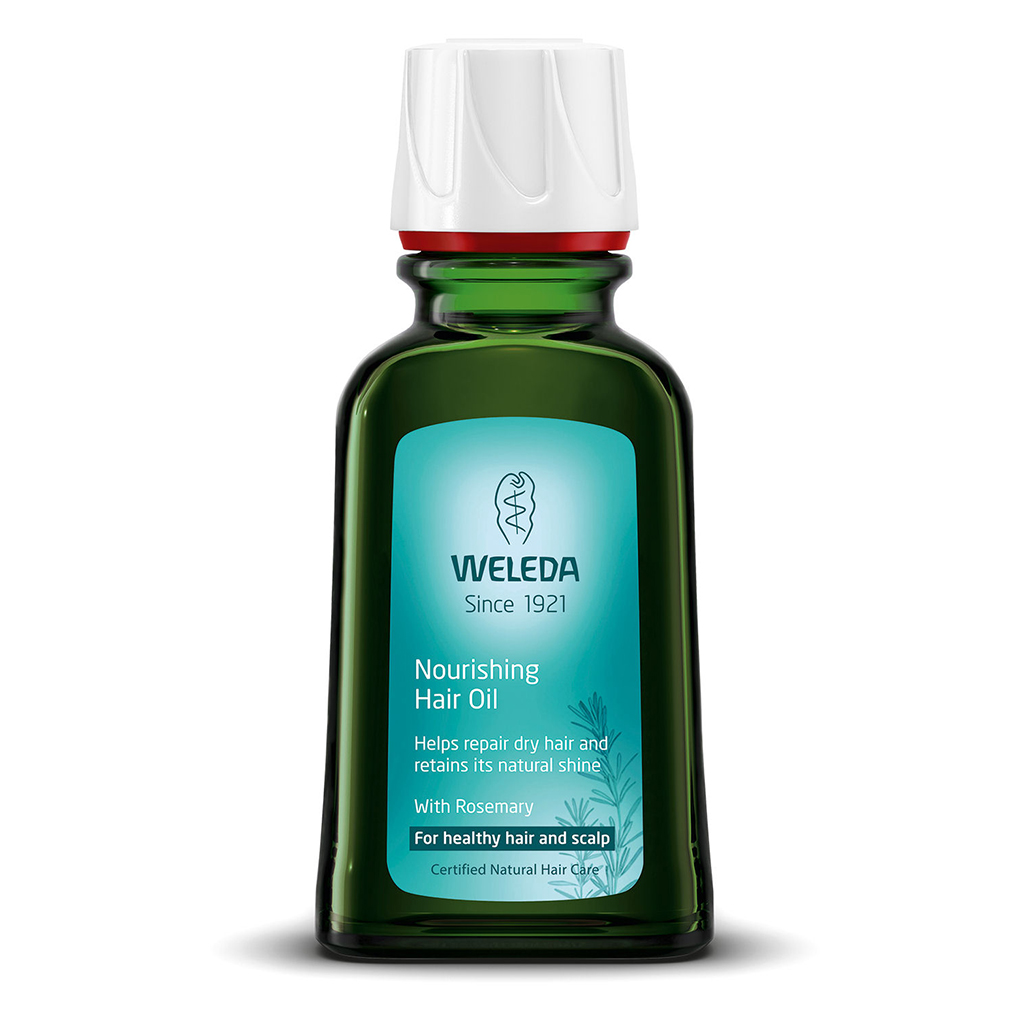 WELEDA
Since 1921
Nourishing
Hair Oil
Helps repair dry hair and
retains its natural shine
With Rosemary
For healthy hair and scalp
Certified Natural Hair Care